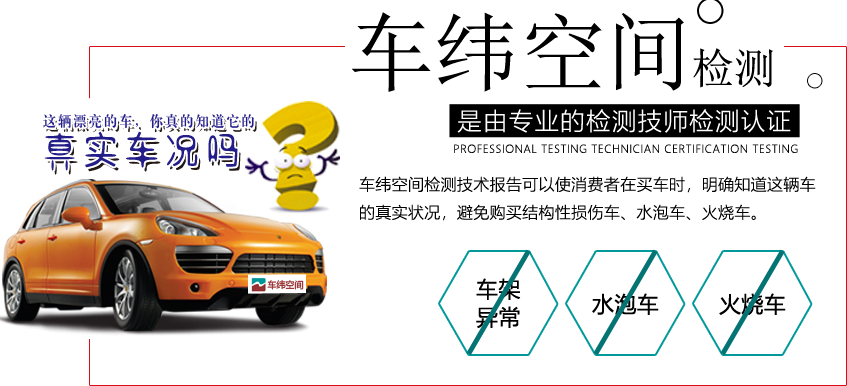 车纬空间检测
这辆漂亮的车，你真的知道它的
真实车况吗
是由专业的检测技师检测认证
PROFESSIONAL TESTING TECHNICIAN CERTIFICATION TESTING
车纬空间检测技术报告可以使消费者在买车时，明确知道这辆车
的真实状况，避免购买结构性损伤车、水泡车、火烧车。
车纬空间
车架
异常
水泡车
火烧车